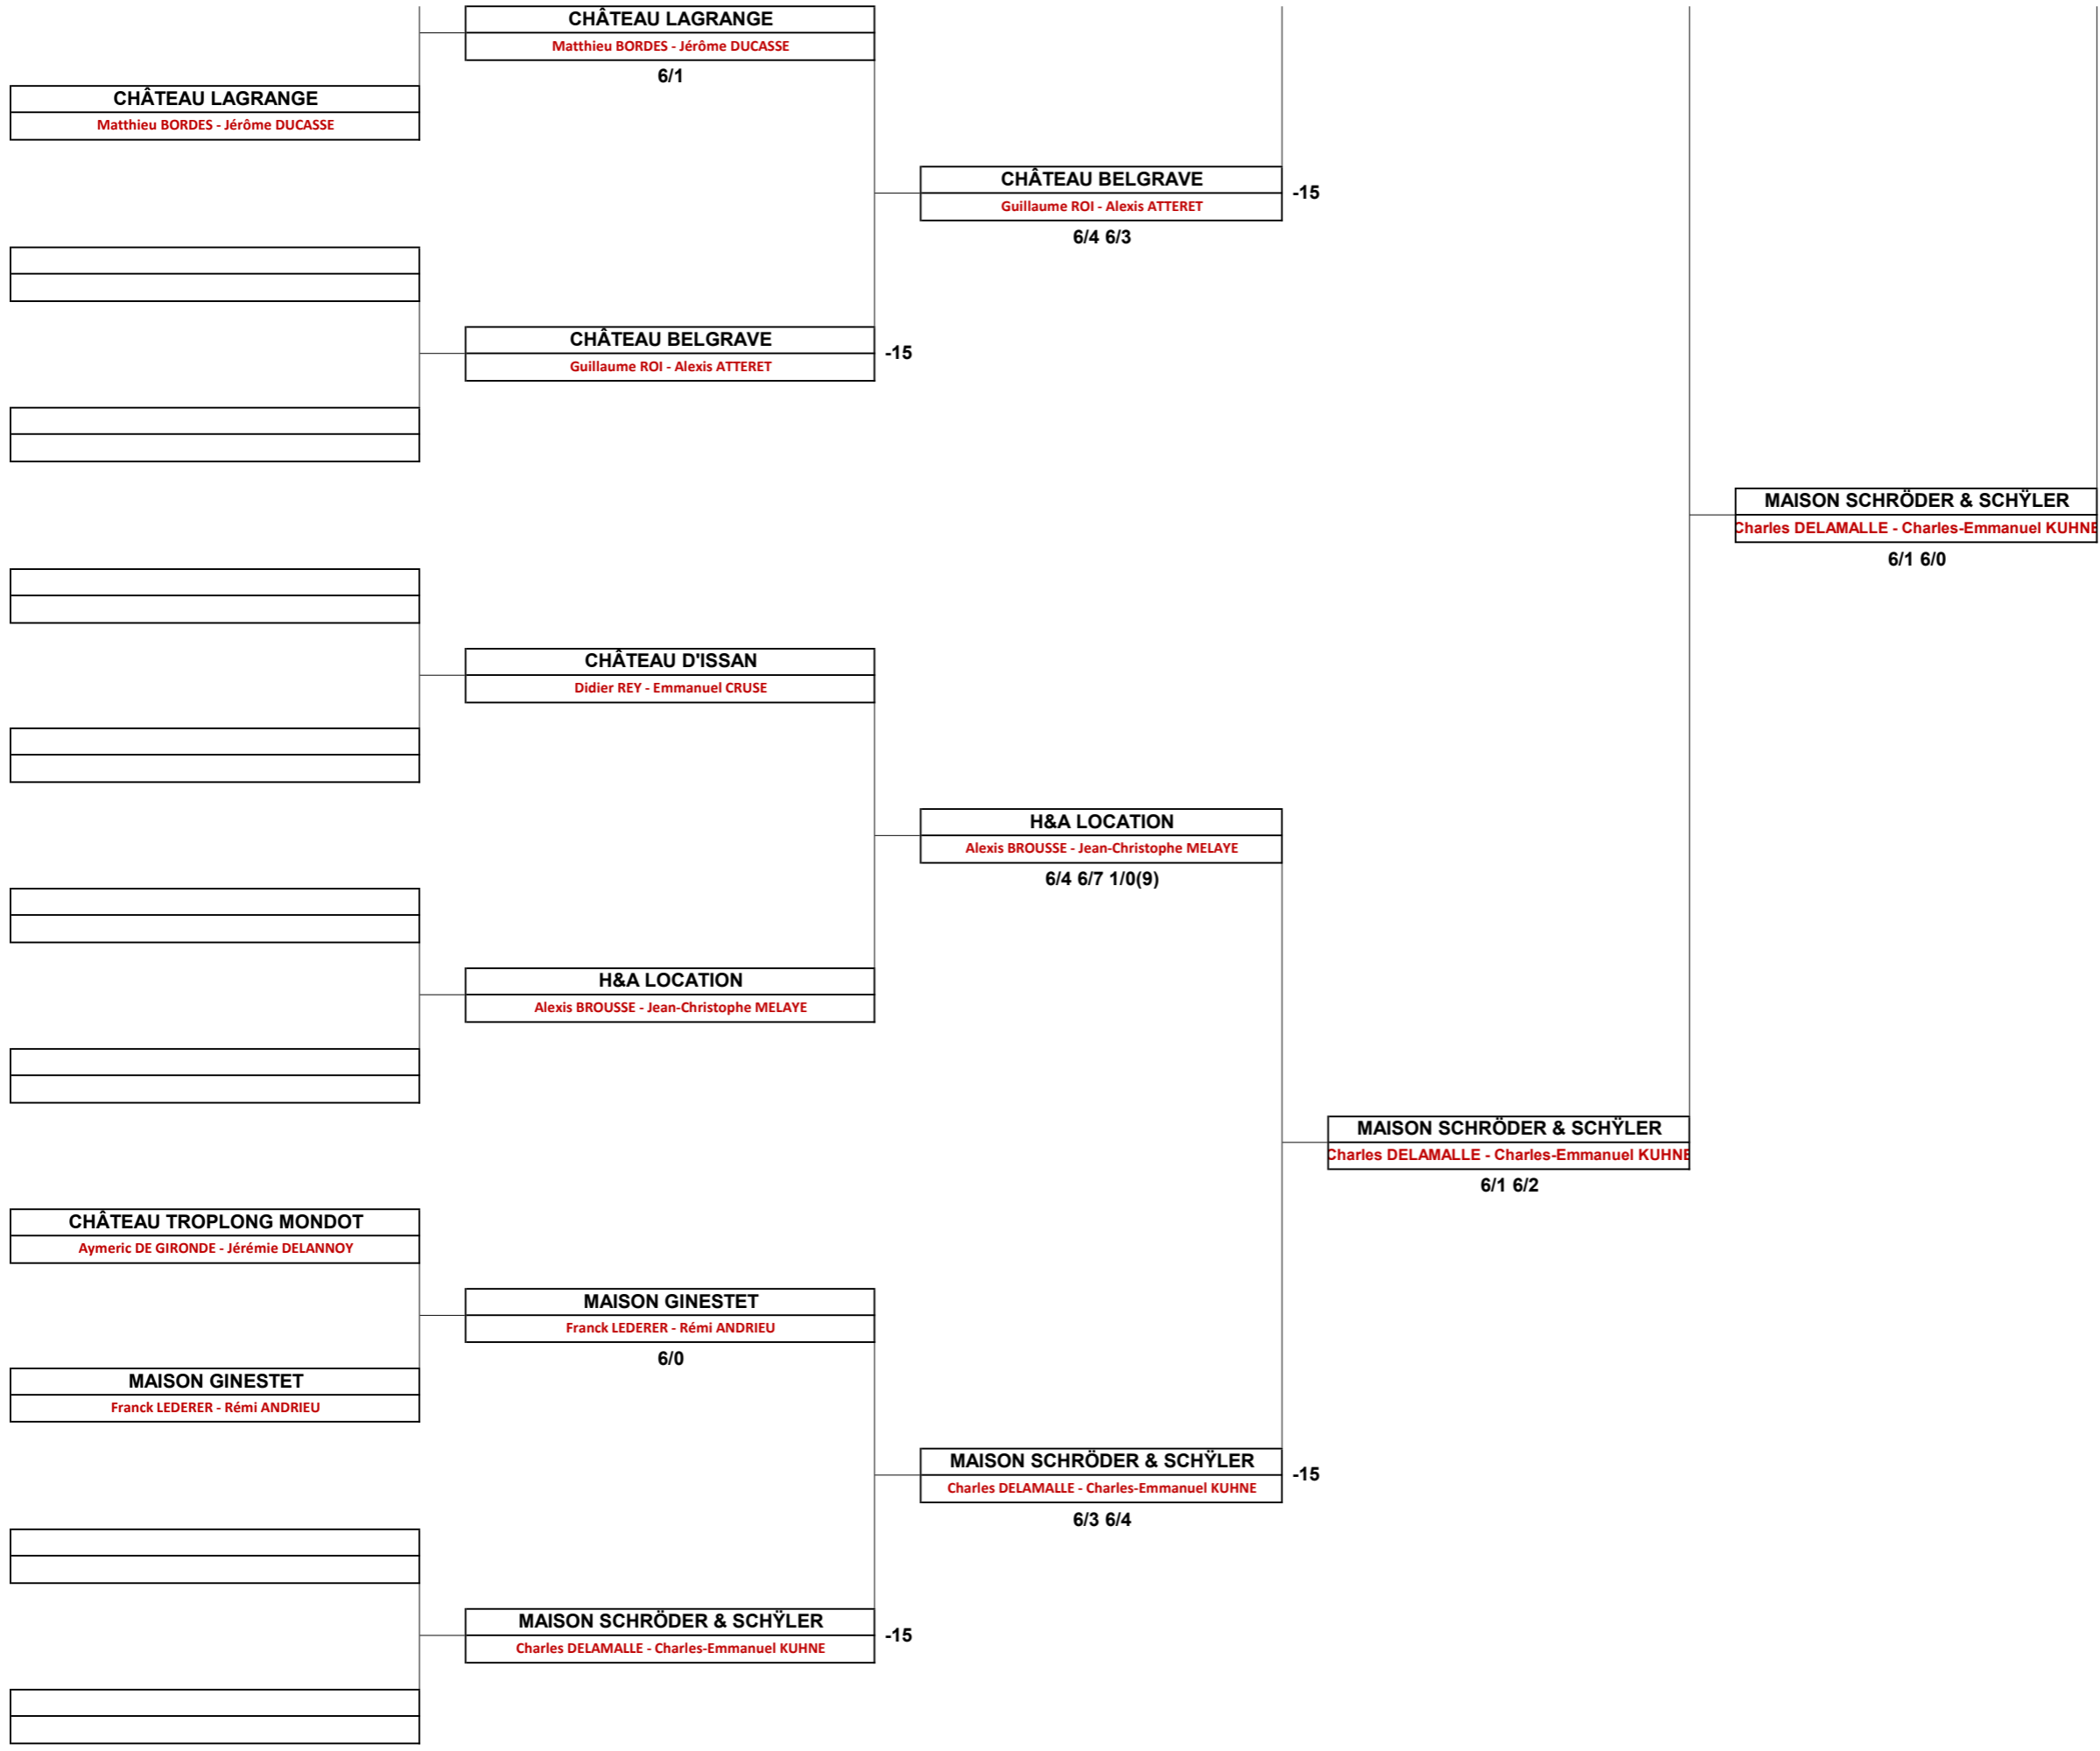 CHÂTEAU LAGRANGE
Matthieu BORDES - Jérôme DUCASSE
6/1
CHÂTEAU LAGRANGE
Matthieu BORDES - Jérôme DUCASSE
CHÂTEAU BELGRAVE
-15
Guillaume ROI - Alexis ATTERET
6/4 6/3
CHÂTEAU BELGRAVE
-15
Guillaume ROI - Alexis ATTERET
MAISON SCHRÖDER & SCHŸLER
Charles DELAMALLE - Charles-Emmanuel KUHNE
6/1 6/0
CHÂTEAU D'ISSAN
Didier REY - Emmanuel CRUSE
H&A LOCATION
Alexis BROUSSE - Jean-Christophe MELAYE
6/4 6/7 1/0(9)
H&A LOCATION
Alexis BROUSSE - Jean-Christophe MELAYE
MAISON SCHRÖDER & SCHŸLER
Charles DELAMALLE - Charles-Emmanuel KUHNE
6/1 6/2
CHÂTEAU TROPLONG MONDOT
Aymeric DE GIRONDE - Jérémie DELANNOY
MAISON GINESTET
Franck LEDERER - Rémi ANDRIEU
6/0
MAISON GINESTET
Franck LEDERER - Rémi ANDRIEU
MAISON SCHRÖDER & SCHŸLER
-15
Charles DELAMALLE - Charles-Emmanuel KUHNE
6/3 6/4
MAISON SCHRÖDER & SCHŸLER
-15
Charles DELAMALLE - Charles-Emmanuel KUHNE